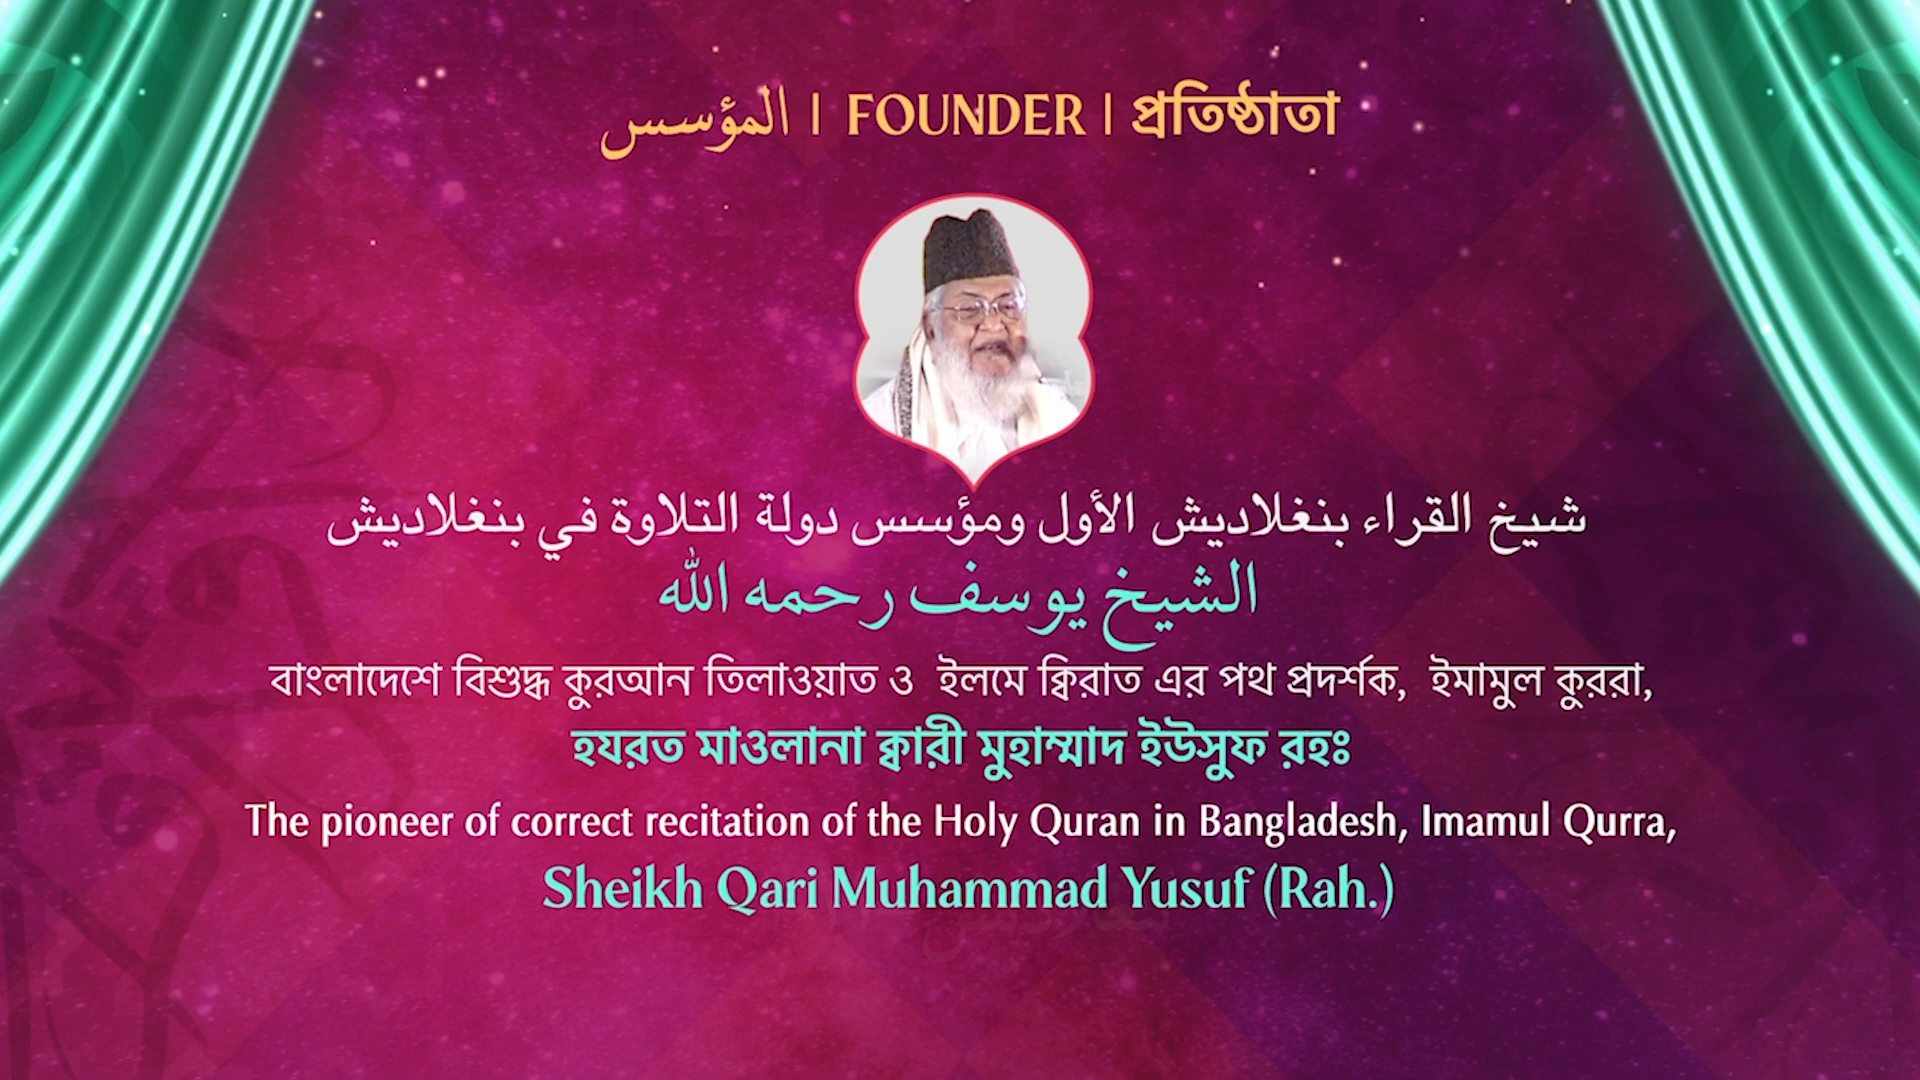 المؤسس | FOUNDER | প্রতিষ্ঠাতা
شيخ القراء بنغلاديش الأول ومؤسس دولة التلاوة في بنغلاديش
الشيخ يوسف رحمه الله
বাংলাদেশে বিশুদ্ধ কুরআন তিলাওয়াত ও ইলমে ক্বিরাত এর পথ প্রদর্শক, ইমামুল কুররা,
হযরত মাওলানা ক্বারী মুহাম্মাদ ইউসুফ রহঃ
The pioneer of correct recitation of the Holy Quran in Bangladesh, Imamul Qurra,
Sheikh Qari Muhammad Yusuf (Rah.)